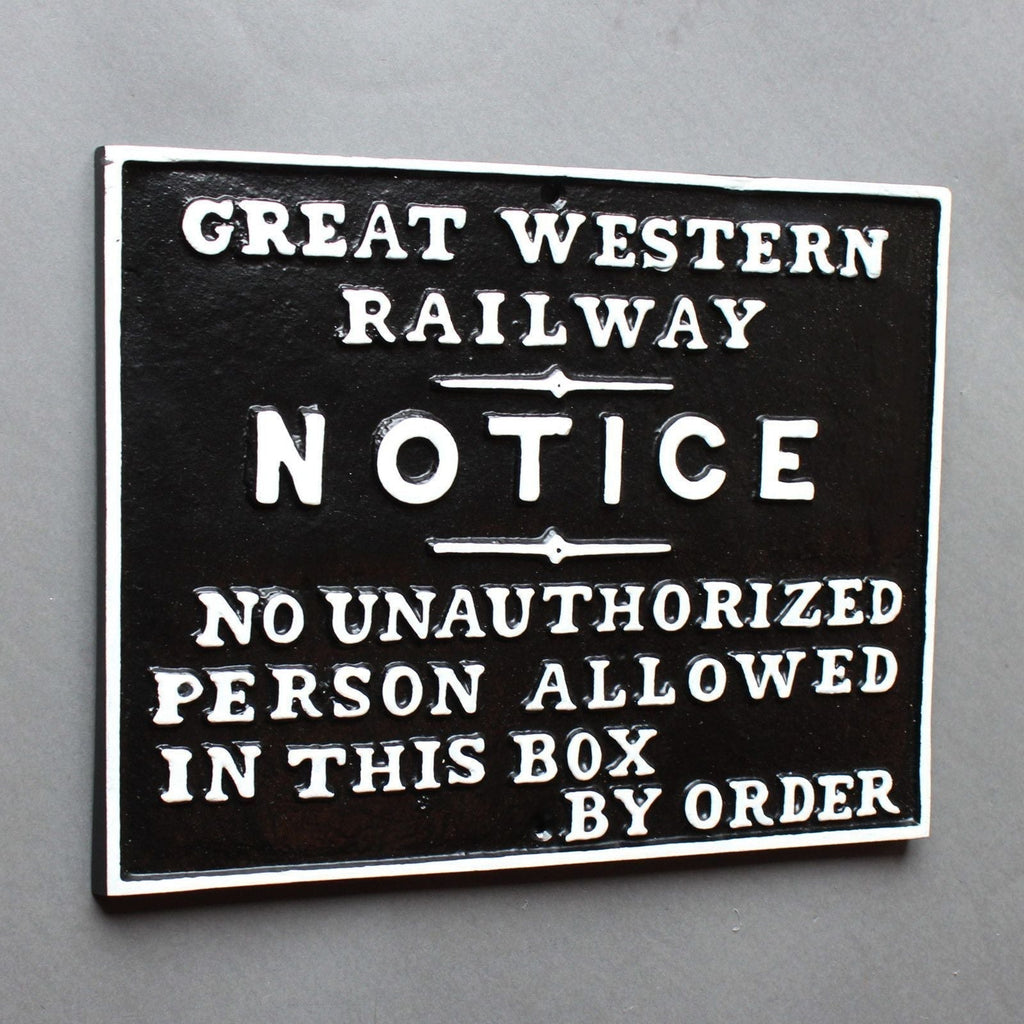 GREAT WESTERN
RAILWAY
NOTICE
NO UNAUTHORIZED
PERSON ALLOWED
IN THIS BOX
BY ORDER